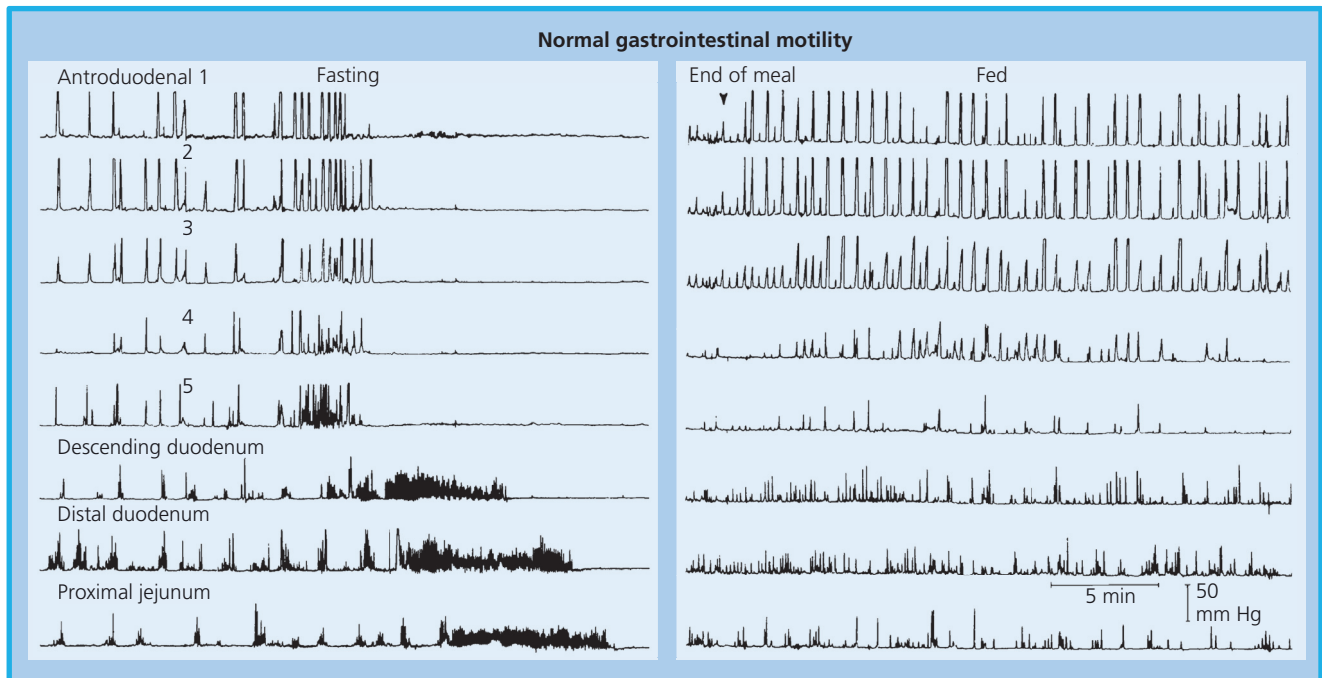 Normal gastrointestinal motility
Antroduodenal 1 Fasting
2
3
4
5
Descending duodenum
Distal duodenum
Proximal jejunum
End of meal Fed
5 min
50
mm Hg